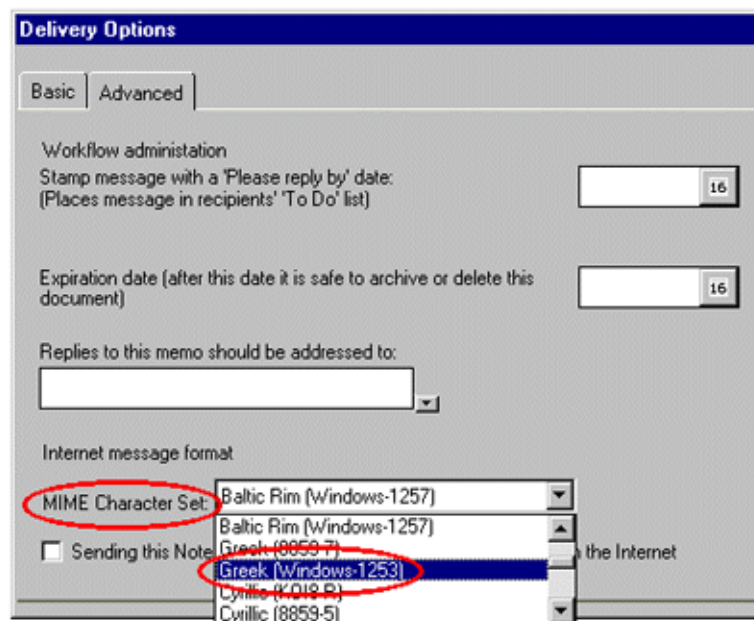 Delivery Options
Basic
Advanced
Workflow administation
Stamp message with a 'Please reply by' date:
(Places message in recipients' 'To Do' list)
16
Expiration date (after this date it is safe to archive or delete this
document)
16
Replies to this memo should be addressed to:
Internet message format
MIME Character Set:
Baltic Rim (Windows-1257)
Baltic Rim (Windows-1257)
Greek (8859-7)
Sending this Note
the Internet
Greek (Windows-1253)
Cyrillic (KOI8-R)
Cyrillic (8859-5)